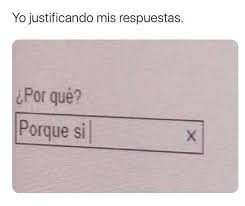 Yo justificando mis respuestas.
¿Por qué?
Porque si
X